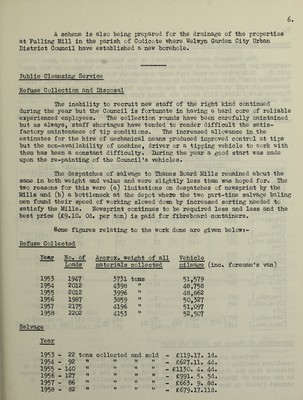 6.
A scheme is also being prepared for the drainage of the properties
at Pulling Mill in the parish of Codicote where Welwyn Garden City Urban
District Council have established a new borehole.
Public Cleansing Service
Refuse Collection and Disposal
The inability to recruit new staff of the right kind continued
during the year but the Council is fortunate in having a hard core of reliable
experienced employees. The collection rounds have been carefully maintained
but as always, staff shortages have tended to render difficult the satis-
factory maintenance of tip conditions. The increased allowance in the
estimates for the hire of mechanical means produced improved control at tips
but the non-availability of machine, driver or a tipping vehicle to work with
them has been a constant difficulty. During the year a good start was made
upon the re-painting of the Council's vehicles.
The despatches of salvage to Thames Board Mills remained about the
same in both weight and value and were slightly less than was hoped for. The
two reasons for this were (a) limitations on despatches of newsprint by the
Mills and (b) a bottleneck at the depot where the two part-time salvage baling
men found their speed of working slowed down by increased sorting needed to
satisfy the Mills. Newsprint continues to be required less and less and the
best price (£9.10. 0d. per ton) is paid for fibreboard containers.
Some figures relating to the work done are given below:-
Refuse Collected
Year No. of Loads Approx. weight of all materials collected Vehicle mileage (inc. foreman's van)
1953 1947 3731 tons 51,579
1954 2012 4398 " 48,758
1955 2012 3996 " 48,862
1956 1987 3959 " 50,327
1957 2175 4196 " 51,097
1958 2202 4153 " 52,507
Salvage
Year
1953 - 22 tons collected and sold - £119.17. 1d.
1954 - 92 " " " " - £627.11. 4d.
1955 - 140 " " " " - £1130. 4. 4d.
1956 - 127 " " " " - £991. 5. 5d.
1957 - 86 " " " " - £663. 9. 8d.
1958 - 82 " " " " - £679.17.11d.